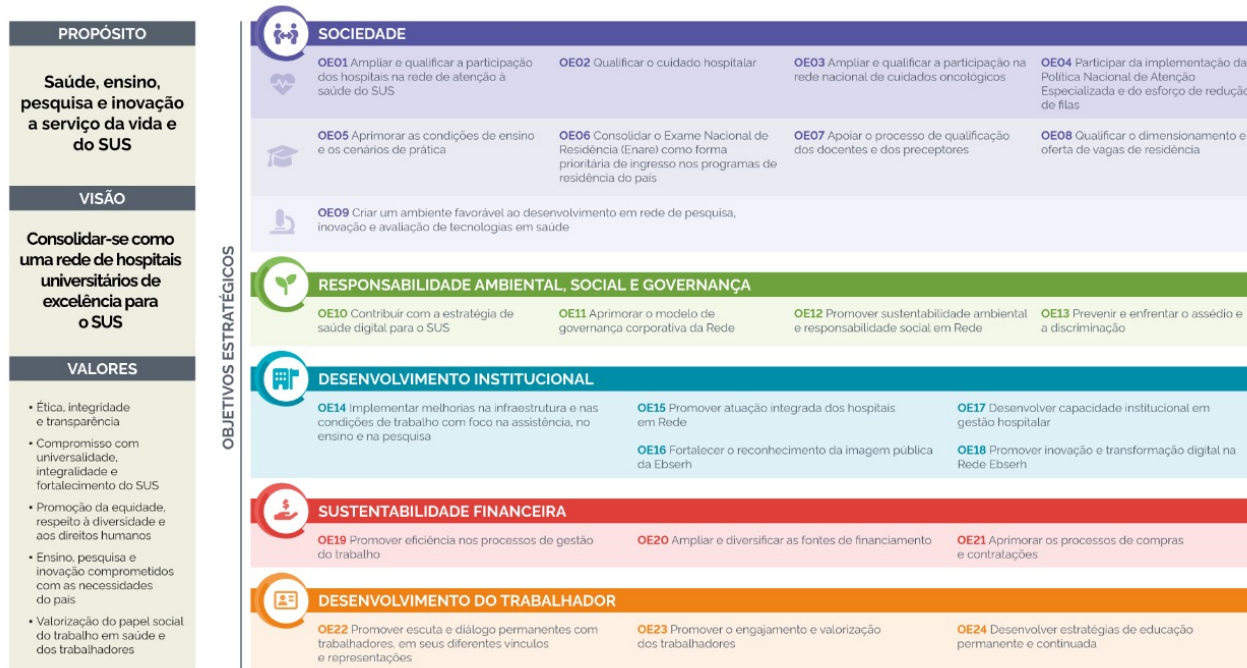 PROPÓSITO
Saúde, ensino,
pesquisa e inovação
a serviço da vida e
do SUS
VISÃO
Consolidar-se como
uma rede de hospitais
universitários de
excelência para
o SUS
VALORES
• Ética, integridade
e transparência
• Compromisso com
universalidade,
integralidade e
fortalecimento do SUS
• Promoção da equidade,
respeito à diversidade e
aos direitos humanos
• Ensino, pesquisa e
inovação comprometidos
com as necessidades
do país
• Valorização do papel social
do trabalho em saúde e
dos trabalhadores
OBJETIVOS ESTRATÉGICOS
SOCIEDADE
OE01 Ampliar e qualificar a participação
dos hospitais na rede de atenção à
saúde do SUS
OE02 Qualificar o cuidado hospitalar
OE03 Ampliar e qualificar a participação na
rede nacional de cuidados oncológicos
OE04 Participar da implementação da
Política Nacional de Atenção
Especializada e do esforço de redução
de filas
OE05 Aprimorar as condições de ensino
e os cenários de prática
OE06 Consolidar o Exame Nacional de
Residência (Enare) como forma
prioritária de ingresso nos programas de
residência do país
OE07 Apoiar o processo de qualificação
dos docentes e dos preceptores
OE08 Qualificar o dimensionamento e
oferta de vagas de residência
OE09 Criar um ambiente favorável ao desenvolvimento em rede de pesquisa,
inovação e avaliação de tecnologias em saúde
RESPONSABILIDADE AMBIENTAL, SOCIAL E GOVERNANÇA
OE10 Contribuir com a estratégia de
saúde digital para o SUS
OE11 Aprimorar o modelo de
governança corporativa da Rede
OE12 Promover sustentabilidade ambiental
e responsabilidade social em Rede
OE13 Prevenir e enfrentar o assédio e
a discriminação
DESENVOLVIMENTO INSTITUCIONAL
OE14 Implementar melhorias na infraestrutura e nas
condições de trabalho com foco na assistência, no
ensino e na pesquisa
OE15 Promover atuação integrada dos hospitais
em Rede
OE16 Fortalecer o reconhecimento da imagem pública
da Ebserh
OE17 Desenvolver capacidade institucional em
gestão hospitalar
OE18 Promover inovação e transformação digital na
Rede Ebserh
SUSTENTABILIDADE FINANCEIRA
OE19 Promover eficiência nos processos de gestão
do trabalho
OE20 Ampliar e diversificar as fontes de financiamento
OE21 Aprimorar os processos de compras
e contratações
DESENVOLVIMENTO DO TRABALHADOR
OE22 Promover escuta e diálogo permanentes com
trabalhadores, em seus diferentes vínculos
e representações
OE23 Promover o engajamento e valorização
dos trabalhadores
OE24 Desenvolver estratégias de educação
permanente e continuada